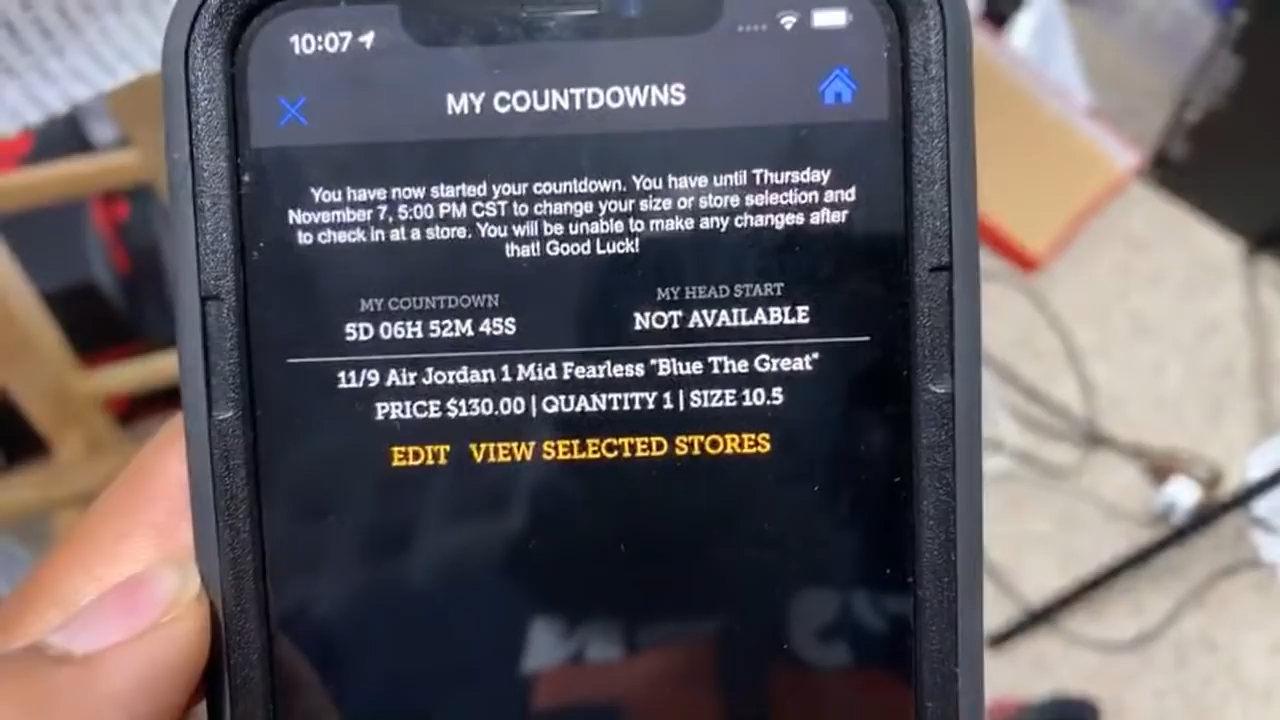 10:07
MY COUNTDOWNS
You have now started your countdown. You have until Thursday
November 7, 5:00 PM CST to change your size or store selection and
to check in at a store. You will be unable to make any changes after
that! Good Luck!
MY COUNTDOWN
5D 06H 52M 45S
MY HEAD START
NOT AVAILABLE
11/9 Air Jordan 1 Mid Fearless "Blue The Great"
PRICE $130.00 | QUANTITY 1 | SIZE 10.5
EDIT VIEW SELECTED STORES